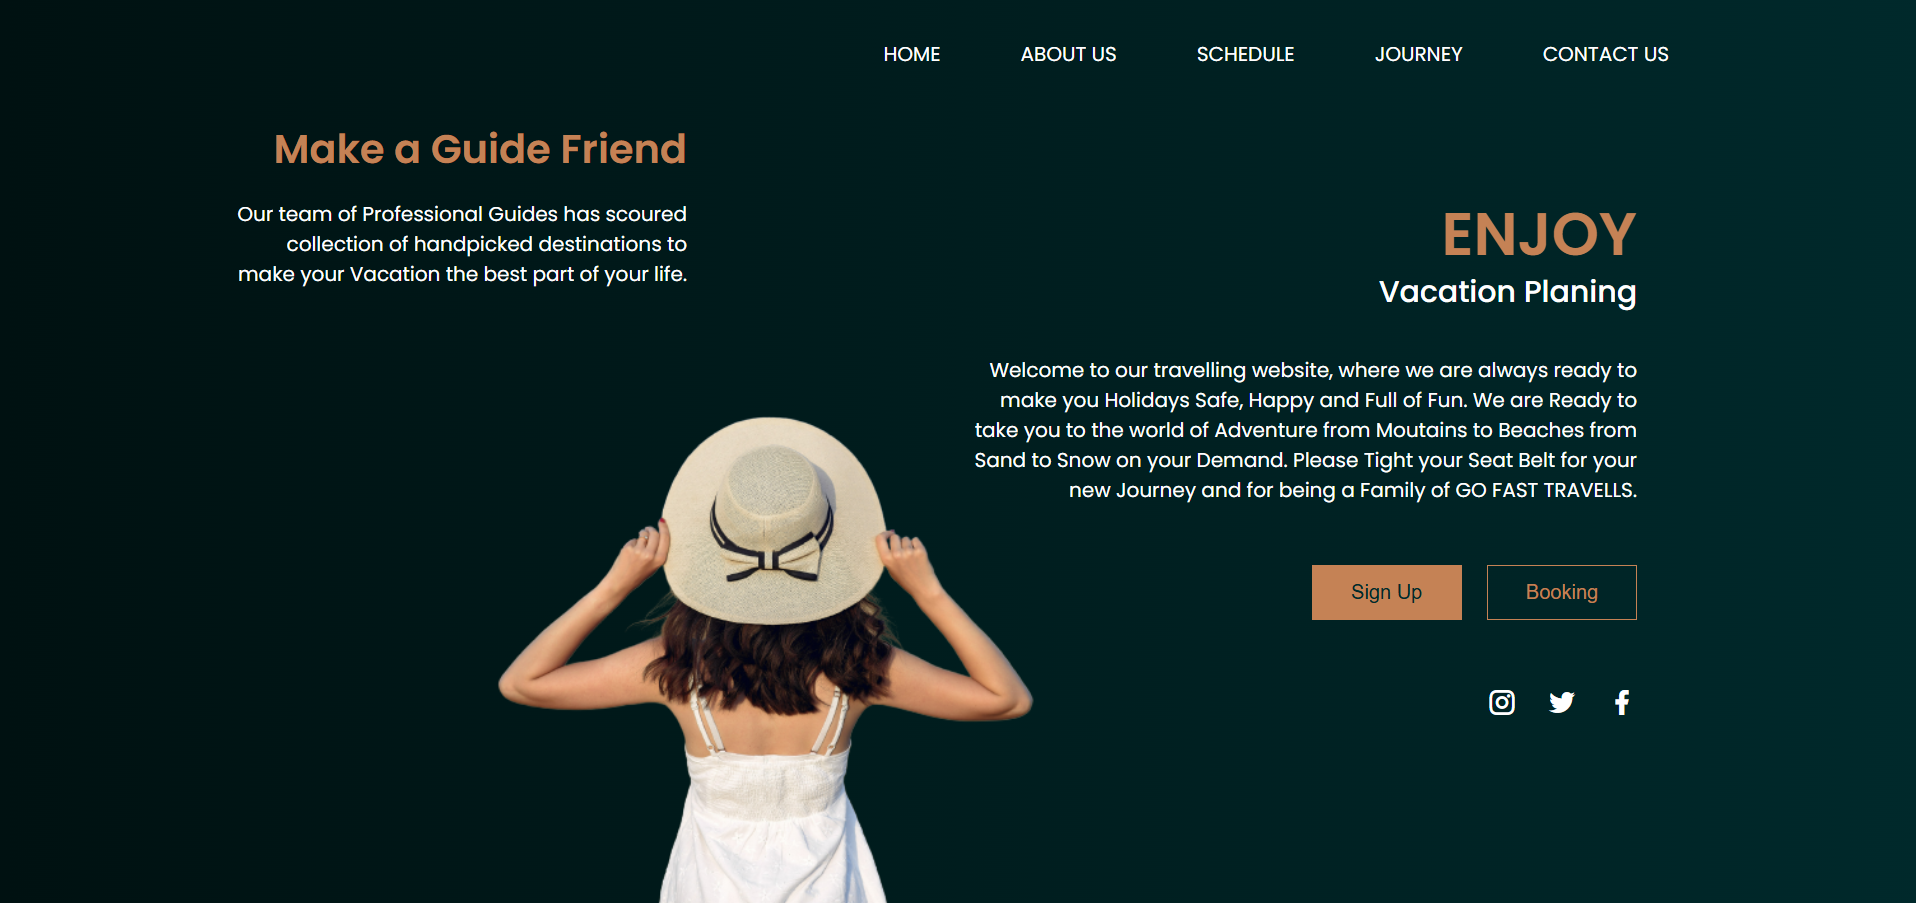 HOME ABOUT US SCHEDULE JOURNEY CONTACT US
Make a Guide Friend
Our team of Professional Guides has scoured
collection of handpicked destinations to
make your Vacation the best part of your life.
ENJOY
Vacation Planing
Welcome to our travelling website, where we are always ready to
make you Holidays Safe, Happy and Full of Fun. We are Ready to
take you to the world of Adventure from Moutains to Beaches from
Sand to Snow on your Demand. Please Tight your Seat Belt for your
new Journey and for being a Family of GO FAST TRAVELLS.
Sign Up Booking